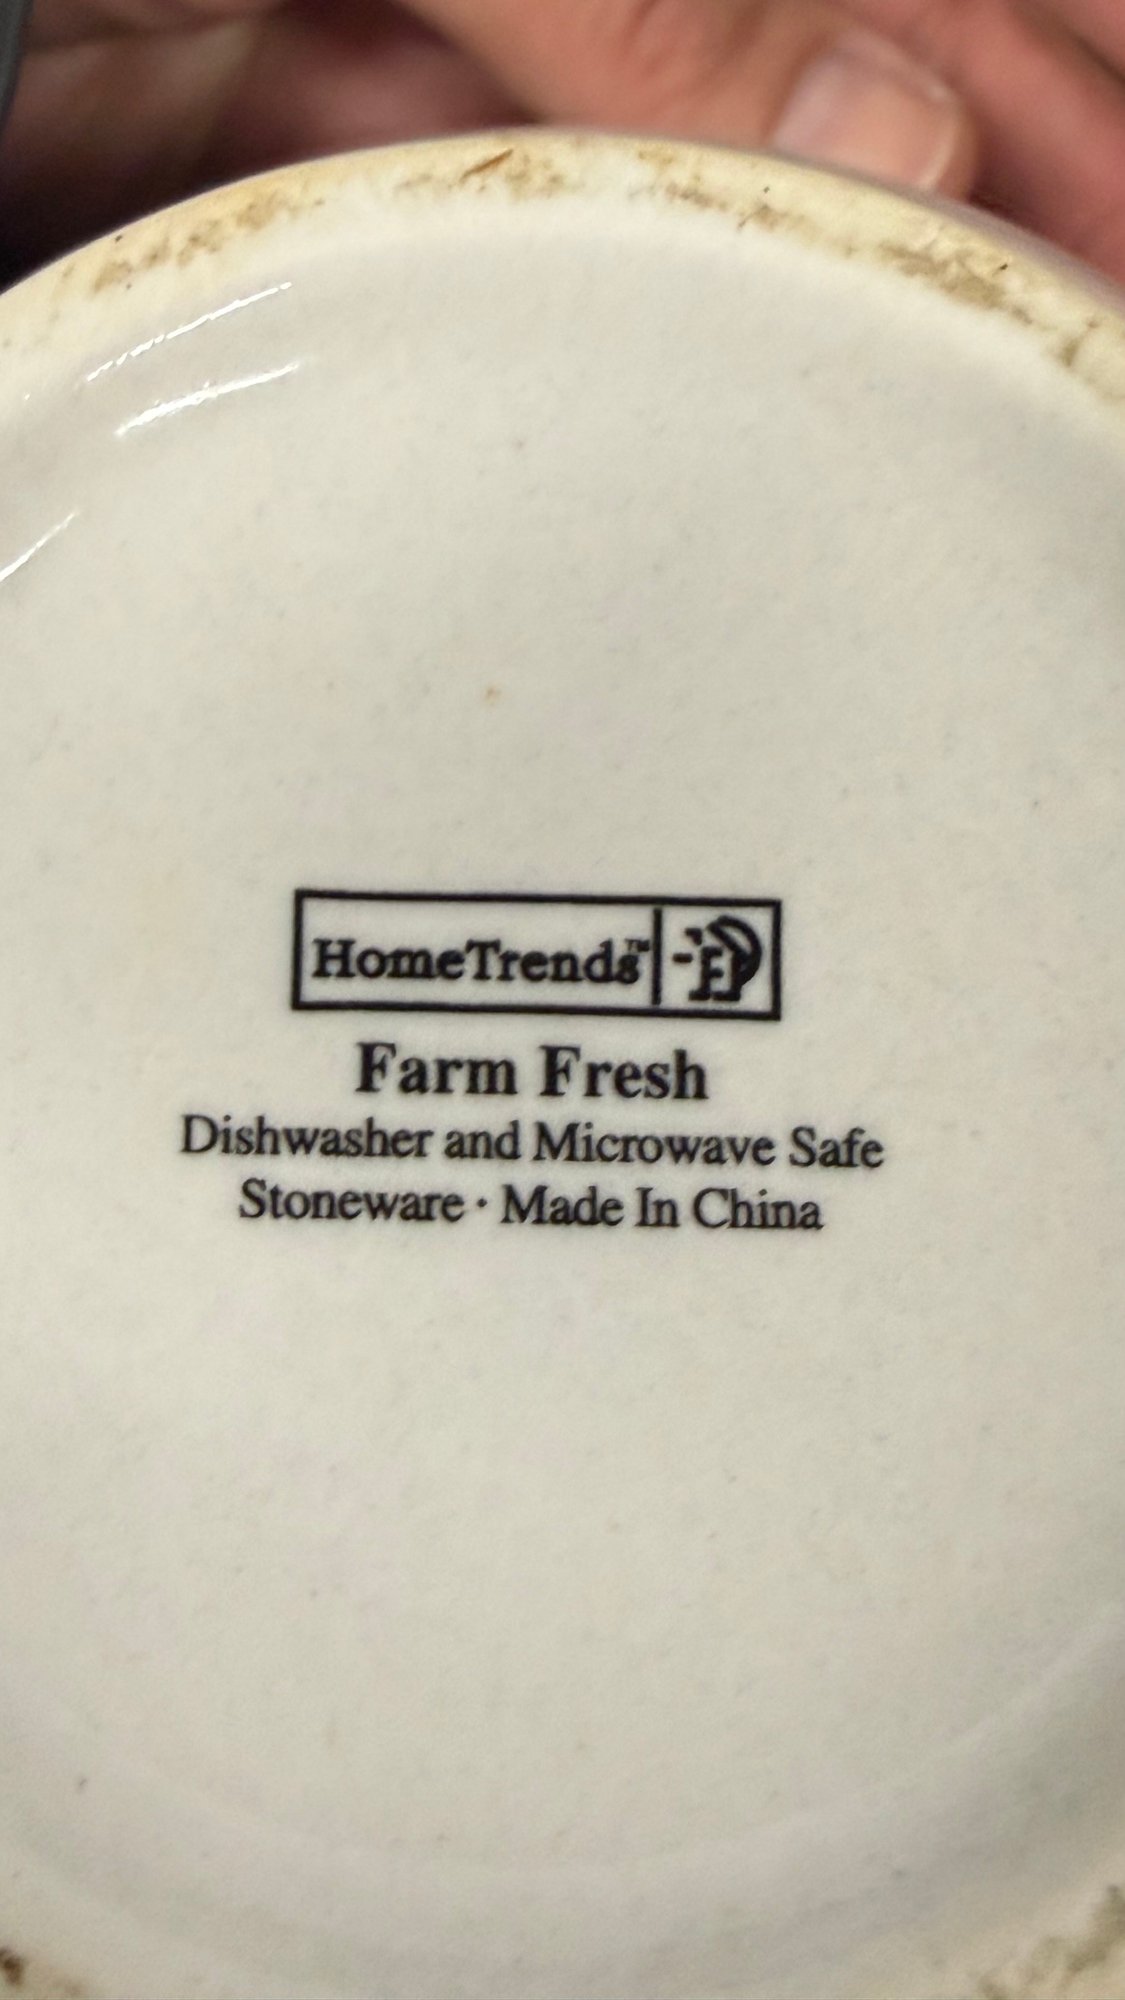 HomeTrends™
Farm Fresh
Dishwasher and Microwave Safe
Stoneware · Made In China